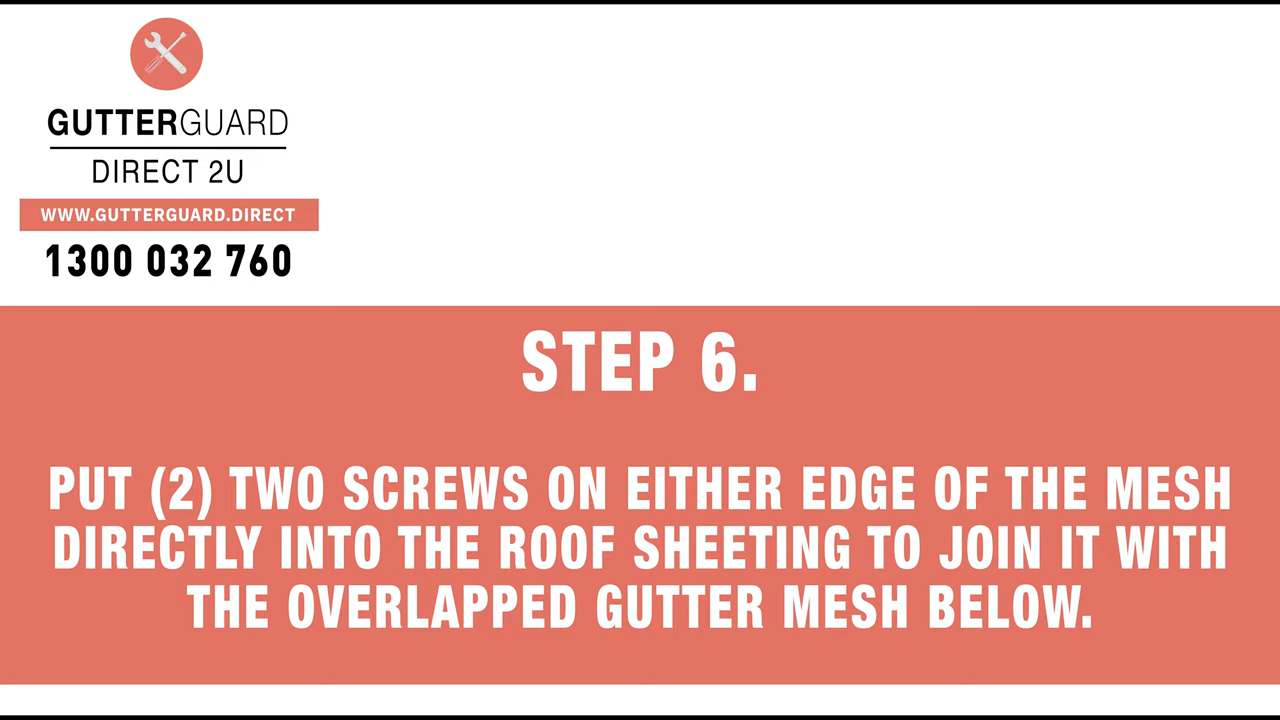 GUTTERGUARD
DIRECT 2U
WWW.GUTTERGUARD.DIRECT
1300 032 760
STEP 6.
PUT (2) TWO SCREWS ON EITHER EDGE OF THE MESH
DIRECTLY INTO THE ROOF SHEETING TO JOIN IT WITH
THE OVERLAPPED GUTTER MESH BELOW.